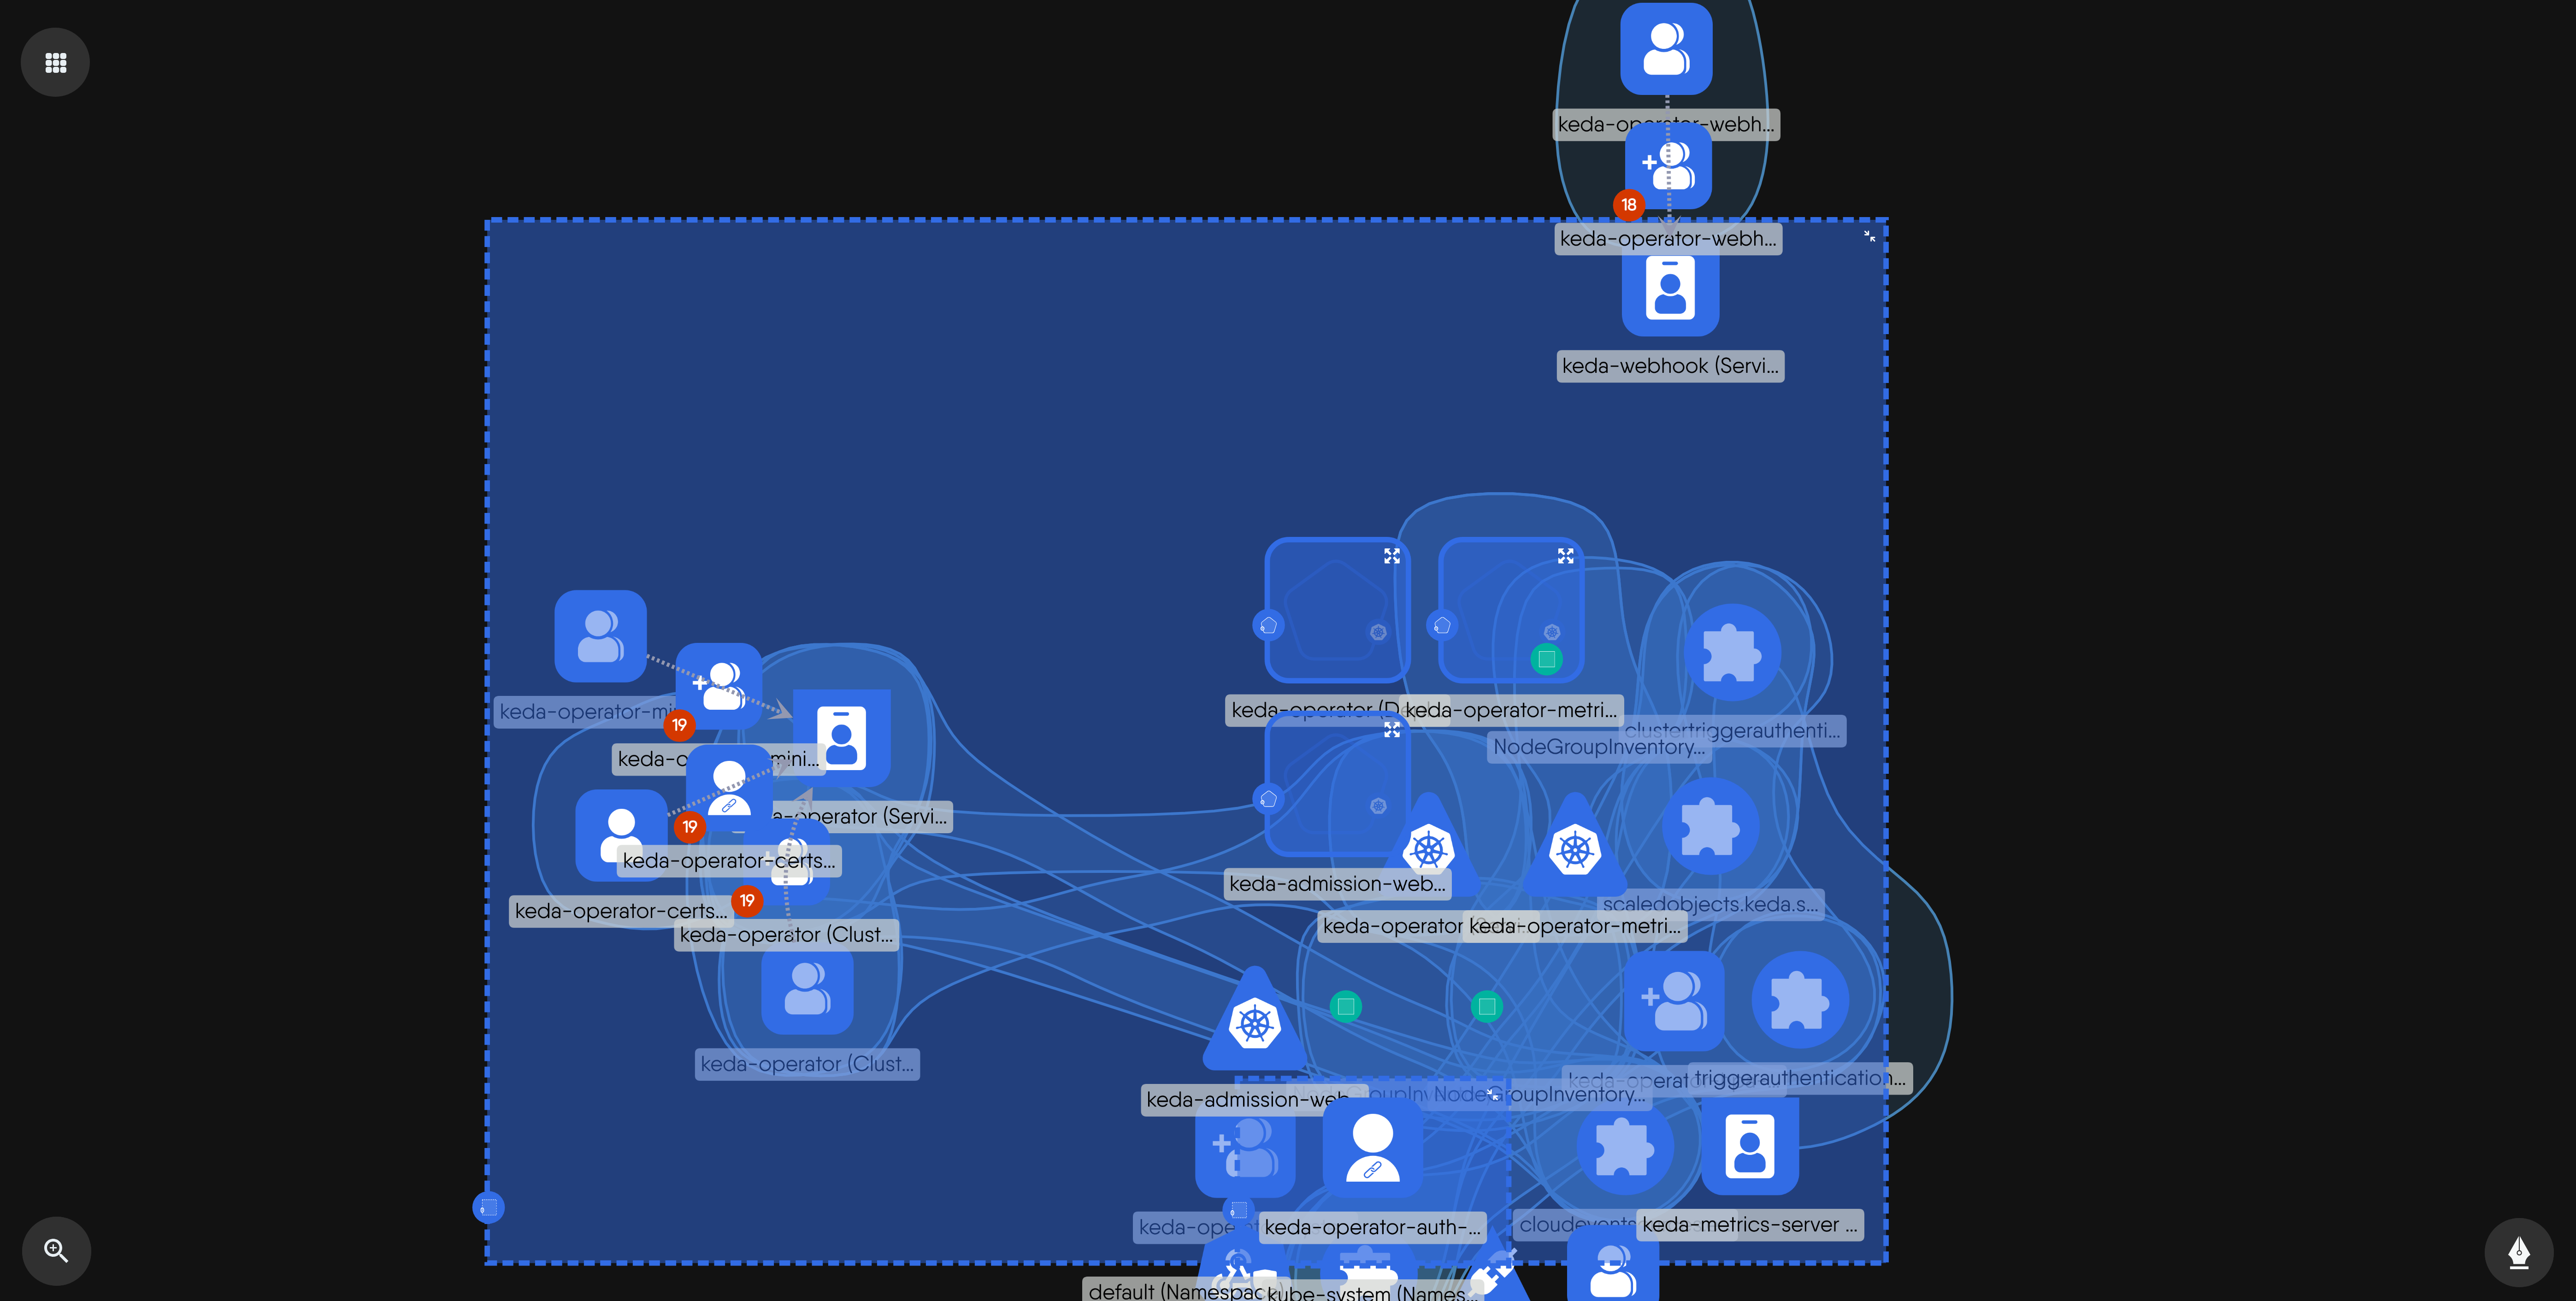 keda-operator-webh...
18
keda-operator-webh...
keda-webhook (Servi...
keda-operator-mi
19
keda-o
mini...
a-operator (Servi...
19
keda-operator-certs...
keda-operator-certs...
19
keda-operator (Clust...
keda-operator (Clust...
keda-operator (D
keda-operator-metri...
clustertriggerauthenti...
NodeGroupInventory...
keda-admission-web...
scaledobjects.keda.s...
keda-operator
keda-operator-metri...
keda-admission-web
keda-operato
triggerauthentication...
NodeGroupInventory...
keda-operat
keda-operator-auth-...
cloudevents
keda-metrics-server ...
default (Namespac
kube-system (Names...